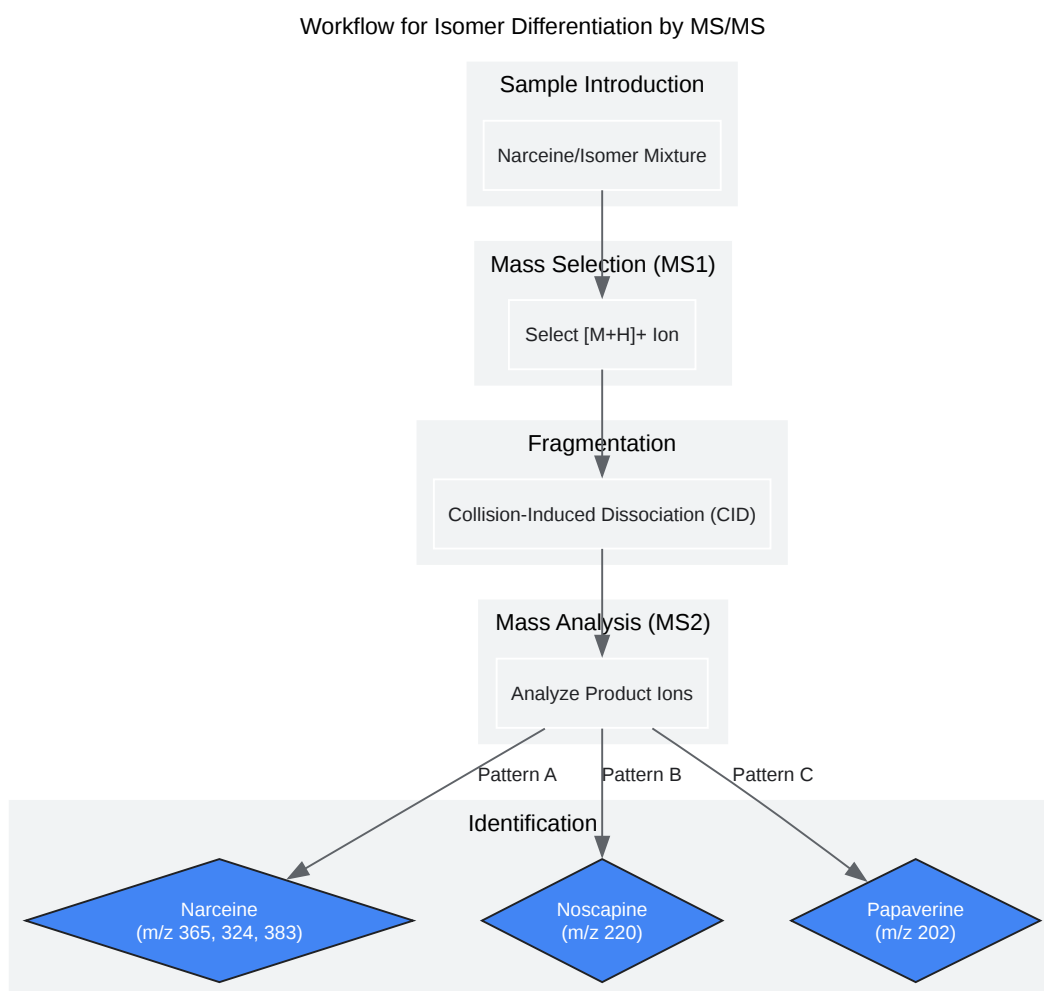 Workflow for Isomer Differentiation by MS/MS
Sample Introduction
Narceine/Isomer Mixture
Mass Selection (MS1)
Select [M+H]+ Ion
Fragmentation
Collision-Induced Dissociation (CID)
Mass Analysis (MS2)
Analyze Product Ions
Pattern A
Pattern B
Pattern C
Identification
Narceine
(m/z 365, 324, 383)
Noscapine
(m/z 220)
Papaverine
(m/z 202)